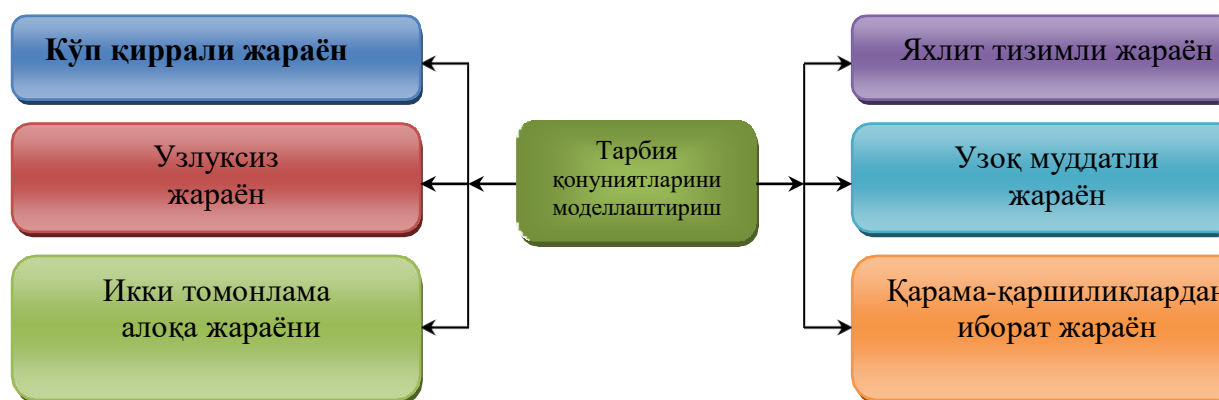 Кўп қиррали жараён
Узлуксиз
жараён
Икки томонлама
алоқа жараёни
Тарбия
қонуниятларини
моделлаштириш
Яхлит тизимли жараён
Узоқ муддатли
жараён
Қарама-қаршиликлардан
иборат жараён